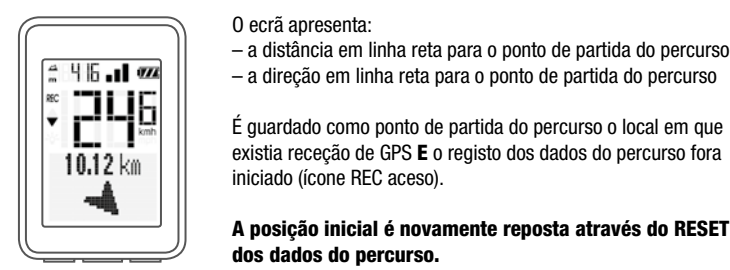 O ecrã apresenta:
– a distância em linha reta para o ponto de partida do percurso
– a direção em linha reta para o ponto de partida do percurso
É guardado como ponto de partida do percurso o local em que
existia receção de GPS E o registo dos dados do percurso fora
iniciado (ícone REC aceso).
A posição inicial é novamente reposta através do RESET
dos dados do percurso.
m 416
REC 24.6
kmh
10.12 km